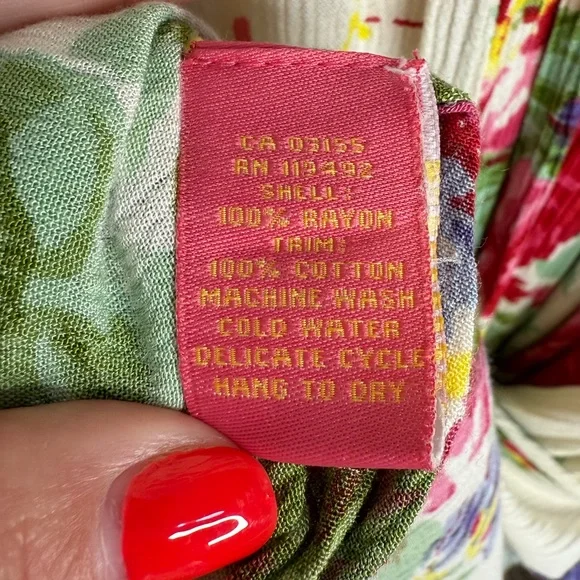 CA 03155
RN 119492
SHELL:
100% RAYON
TRIM:
100% COTTON
MACHINE WASH
COLD WATER
DELICATE CYCLE
HANG TO DRY